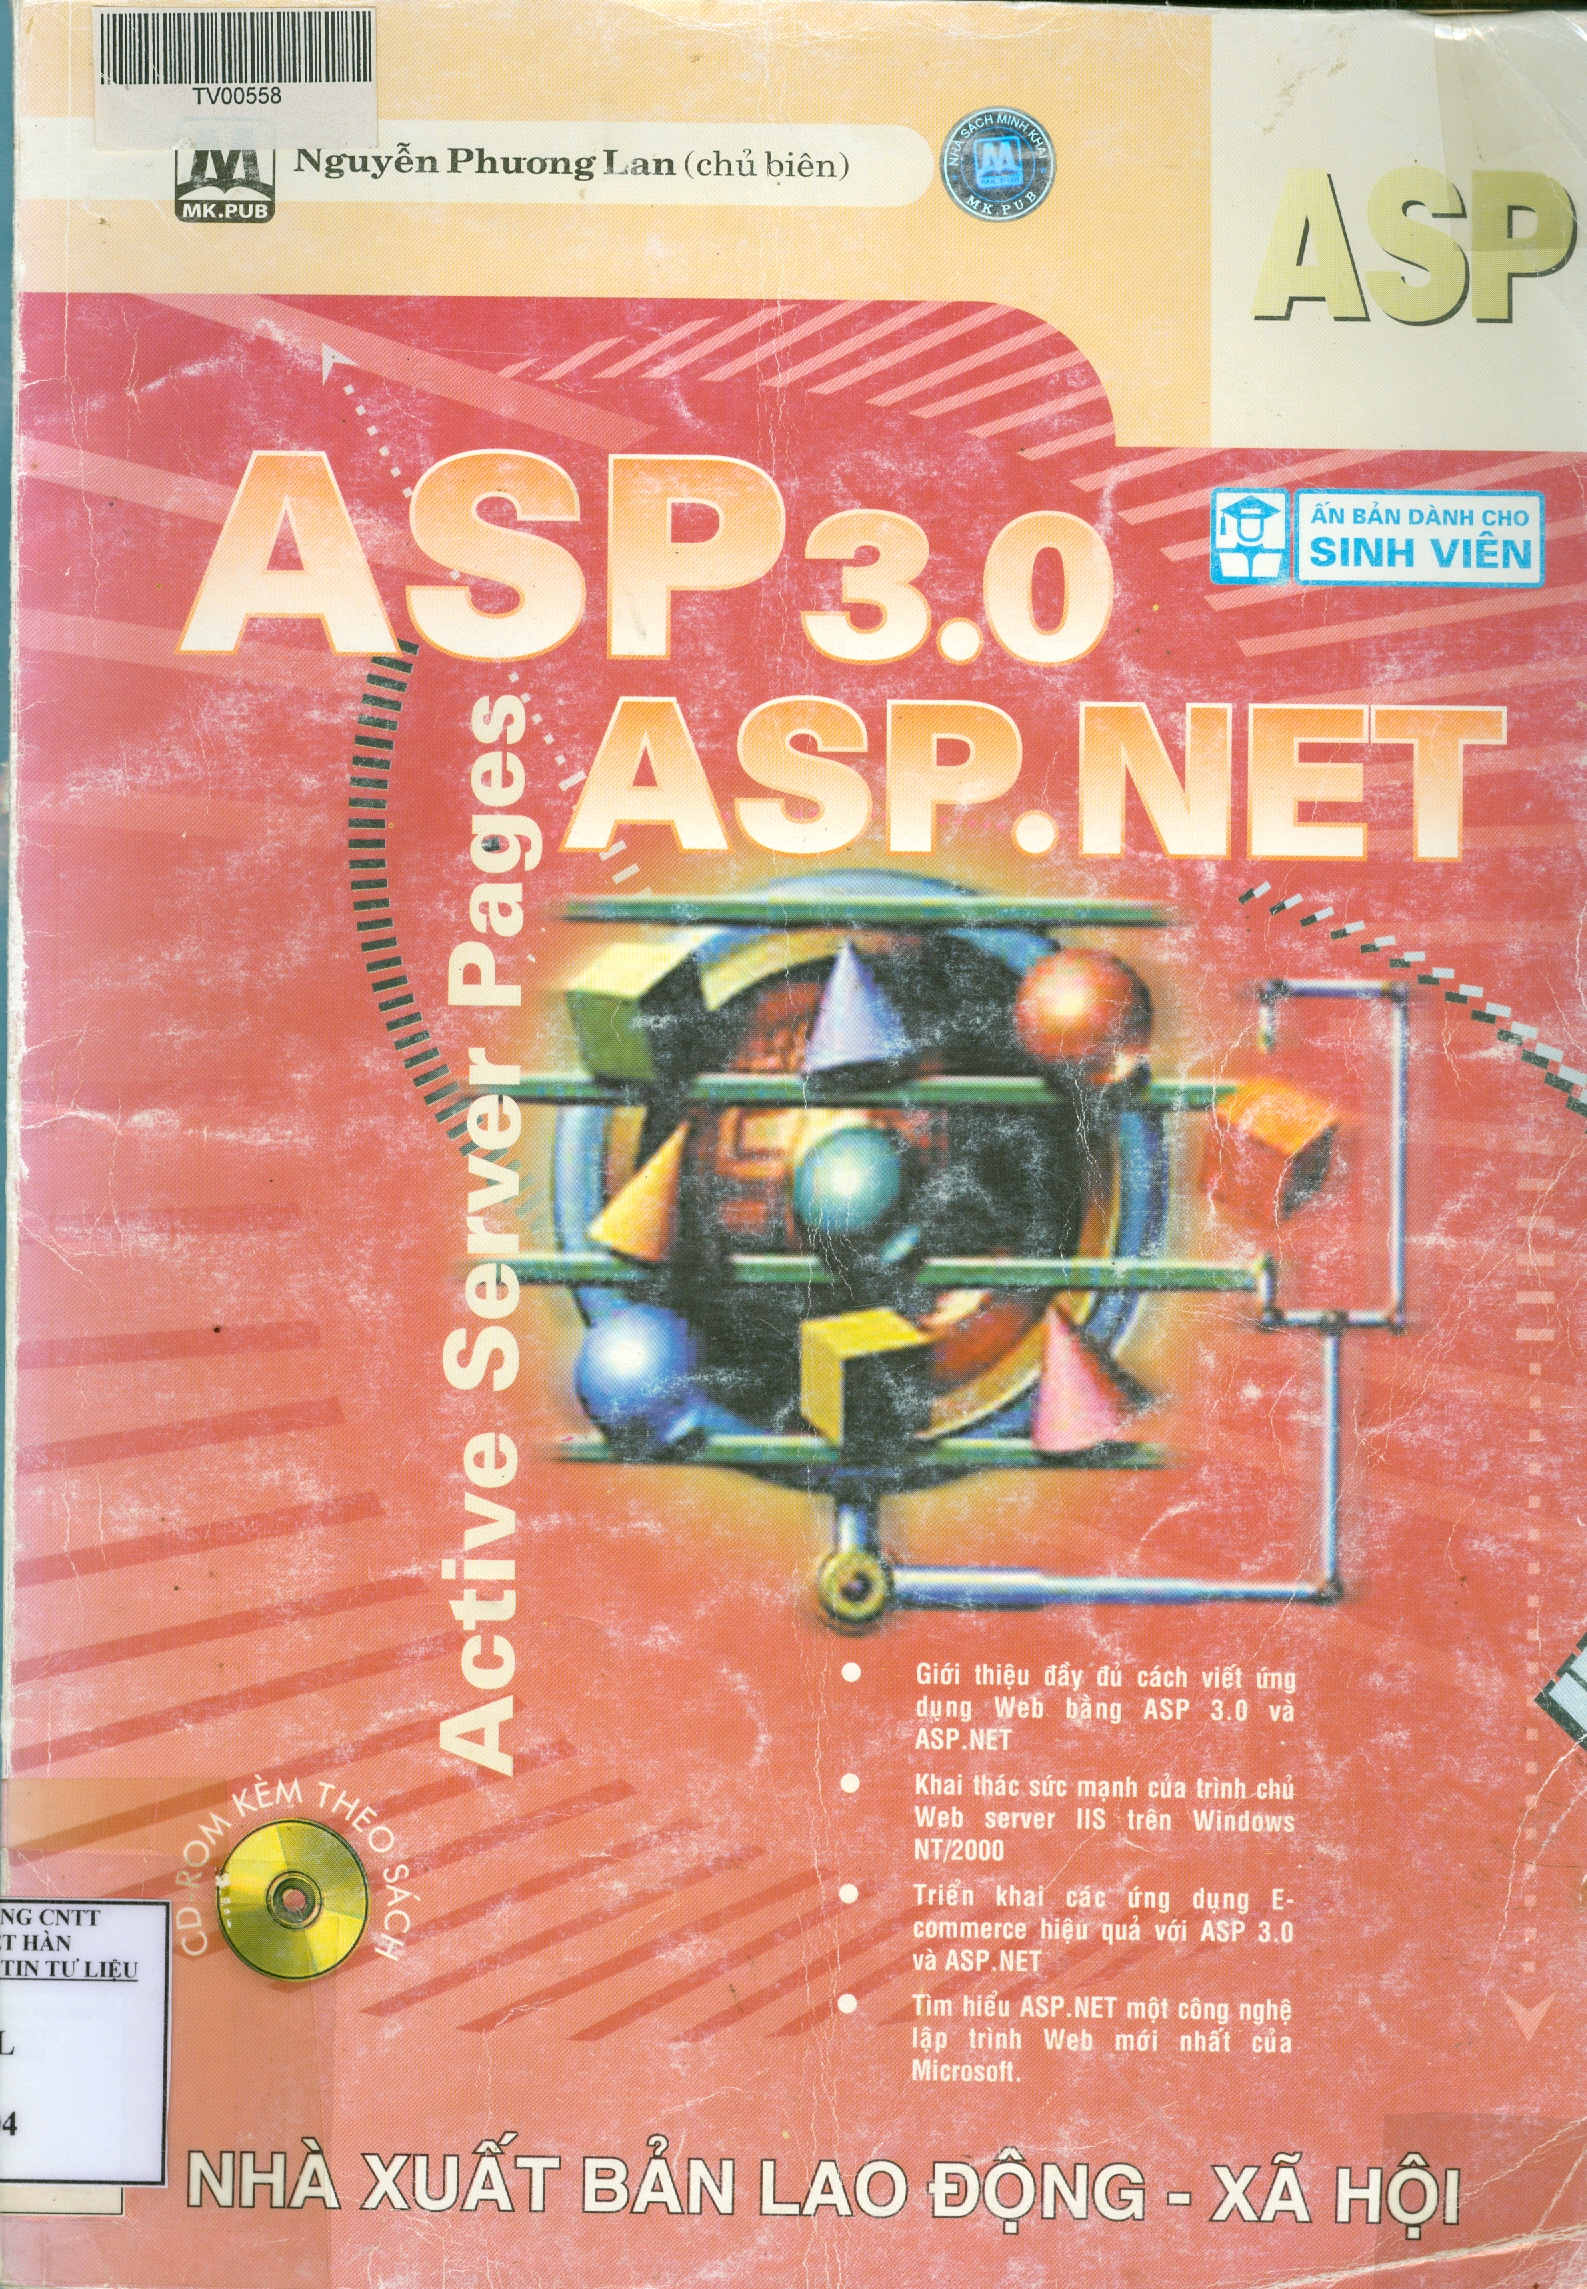 TV00558
M
MK.PUB
Nguyễn Phương Lan (chủ biên)
NHÀ SÁCH MINH KHAI
M
MK.PUB
MK.PUB
ASP
ASP 3.0
ẤN BẢN DÀNH CHO
SINH VIÊN
ASP.NET
Active Server Pages
Giới thiệu đầy đủ cách viết ứng
dụng Web bằng ASP 3.0 và
ASP.NET
Khai thác sức mạnh của trình chủ
Web server IIS trên Windows
NT/2000
Triển khai các ứng dụng E-
commerce hiệu quả với ASP 3.0
và ASP.NET
Tìm hiểu ASP.NET một công nghệ
lập trình Web mới nhất của
Microsoft.
CD-ROM KÈM THEO SÁCH
NG CNTT
T HÀN
TIN TƯ LIỆU
L
04
NHÀ XUẤT BẢN LAO ĐỘNG - XÃ HỘI